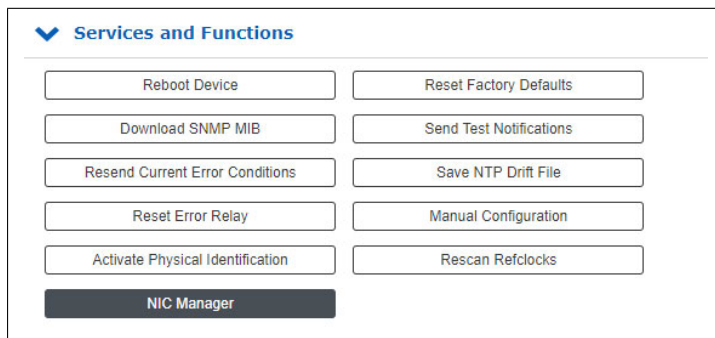 Services and Functions
Reboot Device
Reset Factory Defaults
Download SNMP MIB
Send Test Notifications
Resend Current Error Conditions
Save NTP Drift File
Reset Error Relay
Manual Configuration
Activate Physical Identification
Rescan Refclocks
NIC Manager